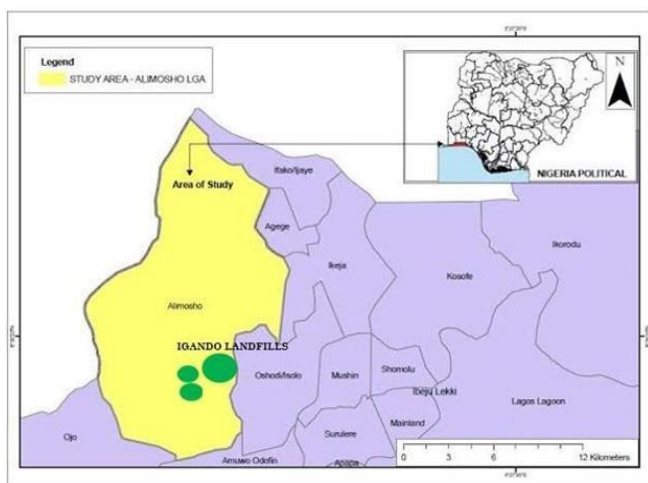 Legend
STUDY AREA - ALIMOSHO LGA
N
NIGERIA POLITICAL
Area of Study
Ifako/Ijaye
Agege
Ikeja
Kosofe
Ikorodu
Alimosho
IGANDO LANDFILLS
Oshodi/Isolo
Mushin
Shomolu
Ibeju Lekki
Lagos Lagoon
Mainland
Surulere
Ojo
Amuwo Odofin
Apapa
0 3 6 12 Kilometers